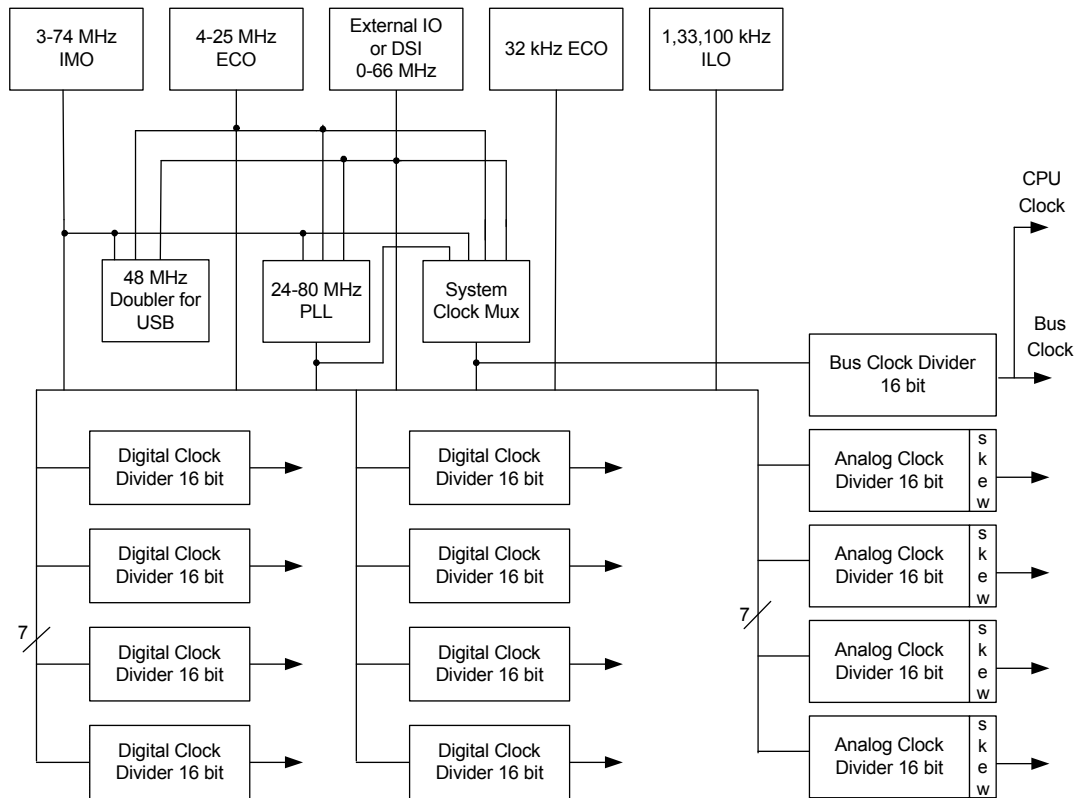 3-74 MHz
IMO
4-25 MHz
ECO
External IO
or DSI
0-66 MHz
32 kHz ECO
1,33,100 kHz
ILO
CPU
Clock
48 MHz
Doubler for
USB
24-80 MHz
PLL
System
Clock Mux
Bus
Clock
Bus Clock Divider
16 bit
Digital Clock
Divider 16 bit
Digital Clock
Divider 16 bit
Analog Clock
Divider 16 bit
s
k
e
w
Digital Clock
Divider 16 bit
Digital Clock
Divider 16 bit
Analog Clock
Divider 16 bit
s
k
e
w
7
7
Digital Clock
Divider 16 bit
Digital Clock
Divider 16 bit
Analog Clock
Divider 16 bit
s
k
e
w
Digital Clock
Divider 16 bit
Digital Clock
Divider 16 bit
Analog Clock
Divider 16 bit
s
k
e
w